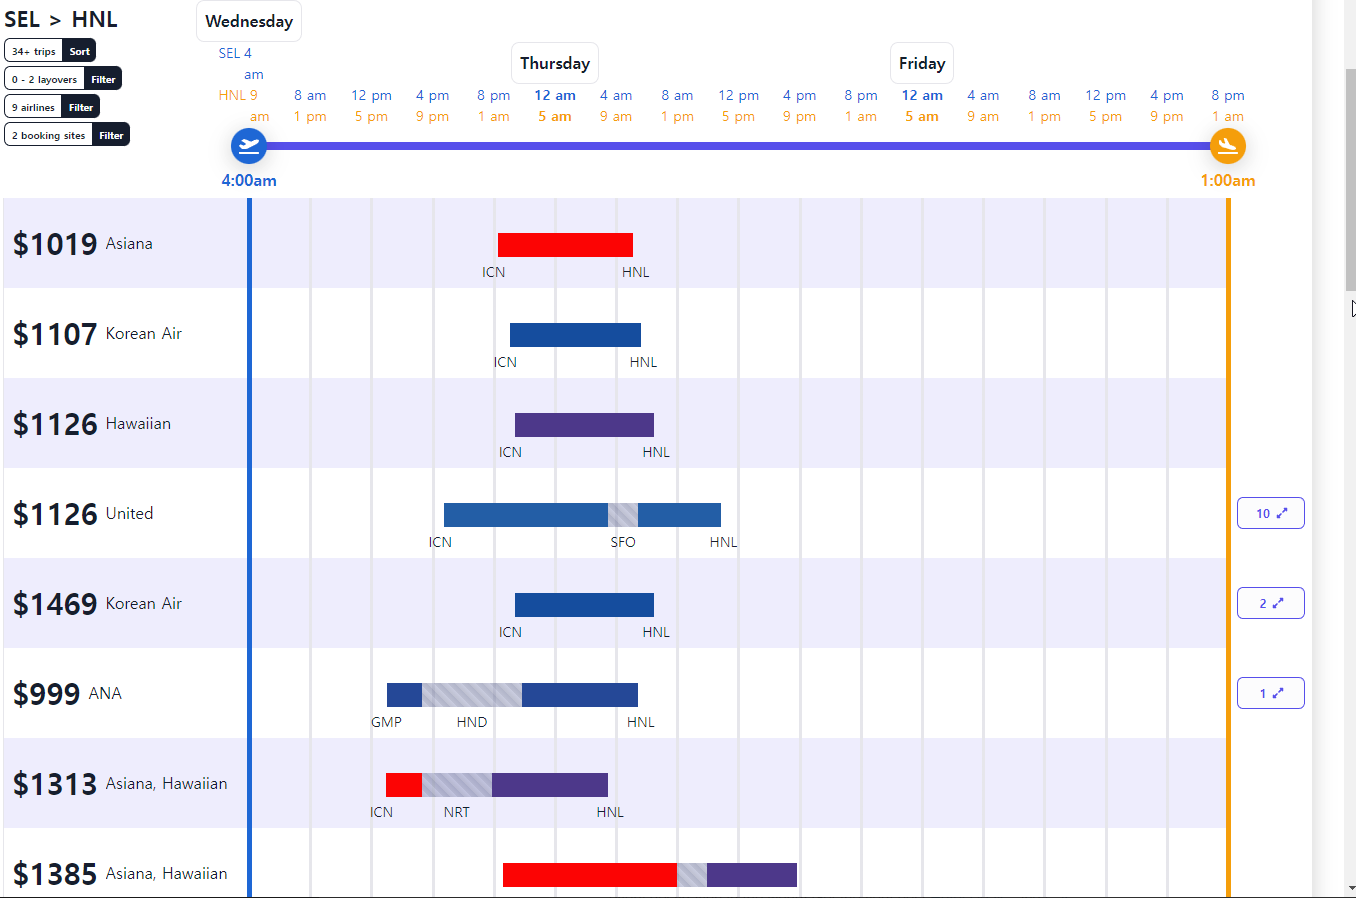 SEL > HNL
34+ trips Sort
0 - 2 layovers Filter
9 airlines Filter
2 booking sites Filter
Wednesday
Thursday
Friday
SEL 4 am 8 am 12 pm 4 pm 8 pm 12 am 4 am 8 am 12 pm 4 pm 8 pm 12 am 4 am 8 am 12 pm 4 pm 8 pm
HNL 9 am 1 pm 5 pm 9 pm 1 am 5 am 9 am 1 pm 5 pm 9 pm 1 am 5 am 9 am 1 pm 5 pm 9 pm 1 am
4:00am 1:00am
$1019 Asiana
ICN HNL
$1107 Korean Air
ICN HNL
$1126 Hawaiian
ICN HNL
$1126 United 10
ICN SFO HNL
$1469 Korean Air 2
ICN HNL
$999 ANA 1
GMP HND HNL
$1313 Asiana, Hawaiian
ICN NRT HNL
$1385 Asiana, Hawaiian